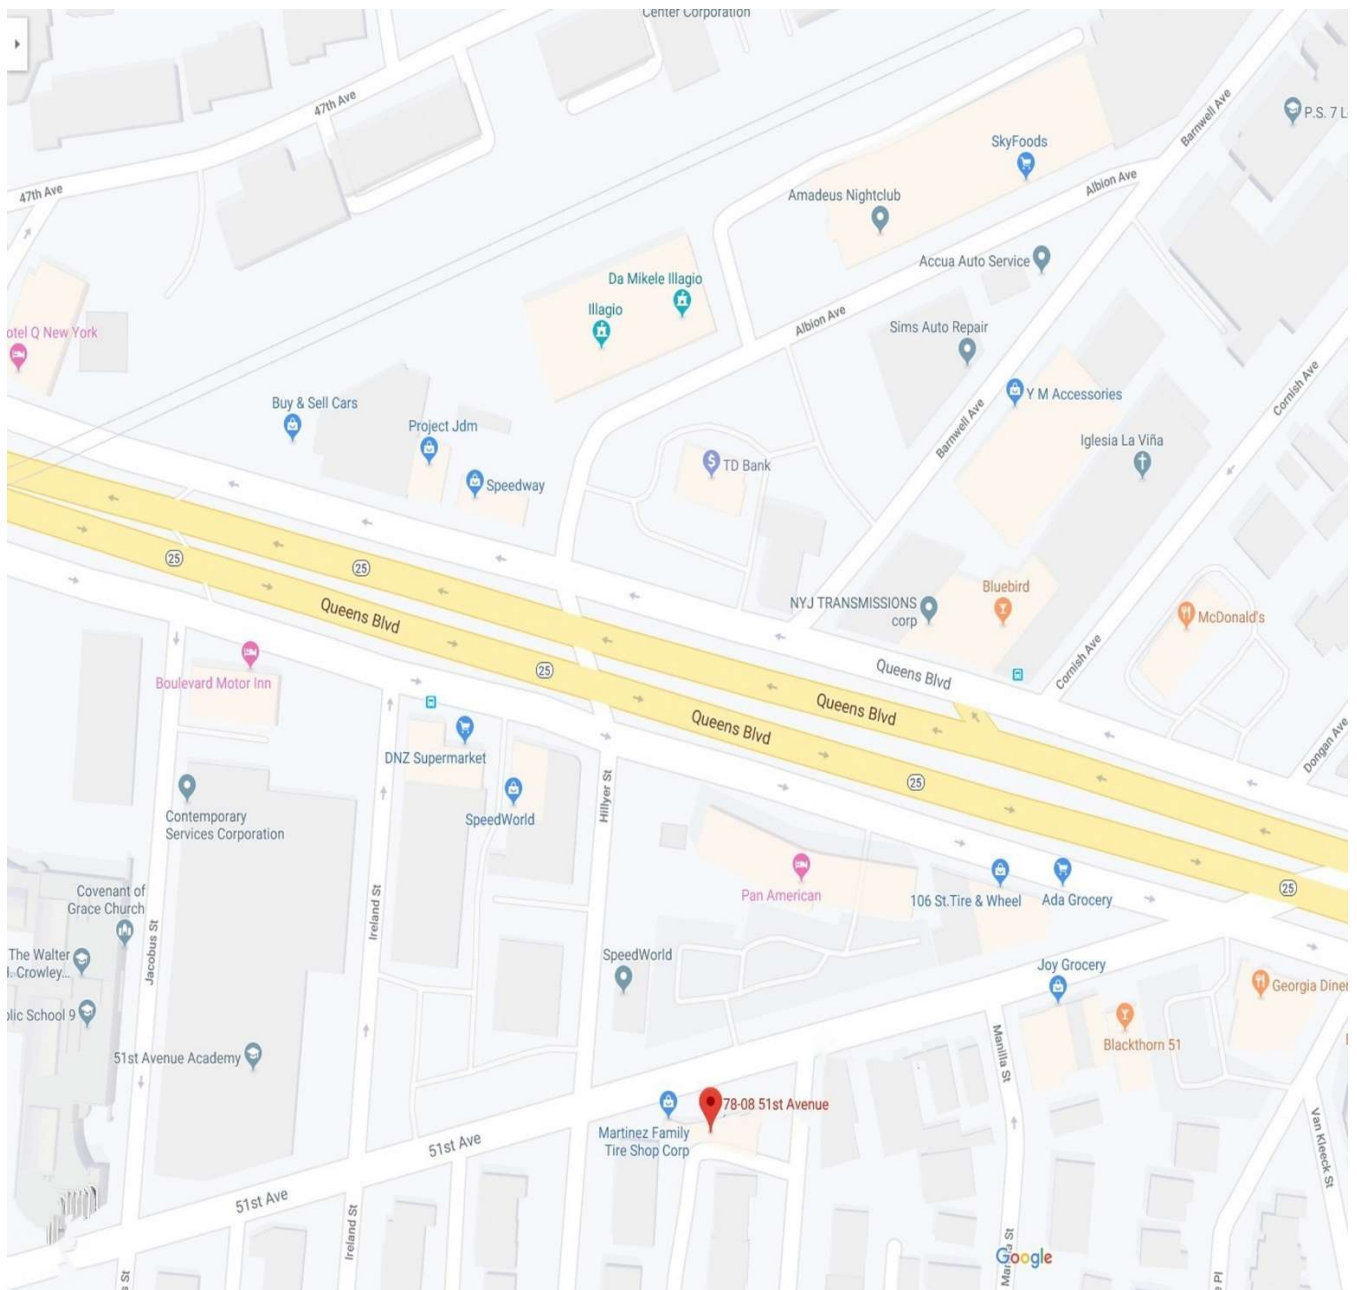 Center Corporation
47th Ave
47th Ave
Barnwell Ave
P.S. 7 L
SkyFoods
Albion Ave
Amadeus Nightclub
Accua Auto Service
Da Mikele Illagio
Illagio
Albion Ave
Sims Auto Repair
otel Q New York
Y M Accessories
Cornish Ave
Buy & Sell Cars
Project Jdm
Barnwell Ave
Iglesia La Viña
TD Bank
Speedway
25
25
Queens Blvd
NYJ TRANSMISSIONS
corp
Bluebird
McDonald's
Cornish Ave
Boulevard Motor Inn
25
Queens Blvd
Queens Blvd
Queens Blvd
Dongan Ave
DNZ Supermarket
25
Hillyer St
SpeedWorld
Contemporary
Services Corporation
Pan American
106 St.Tire & Wheel
Ada Grocery
25
Covenant of
Grace Church
Ireland St
Jacobus St
The Walter
I. Crowley...
SpeedWorld
Joy Grocery
Georgia Diner
blic School 9
Blackthorn 51
Manilla St
51st Avenue Academy
78-08 51st Avenue
Martinez Family
Tire Shop Corp
51st Ave
Van Kleeck St
51st Ave
Ireland St
Google
s St
e Pl